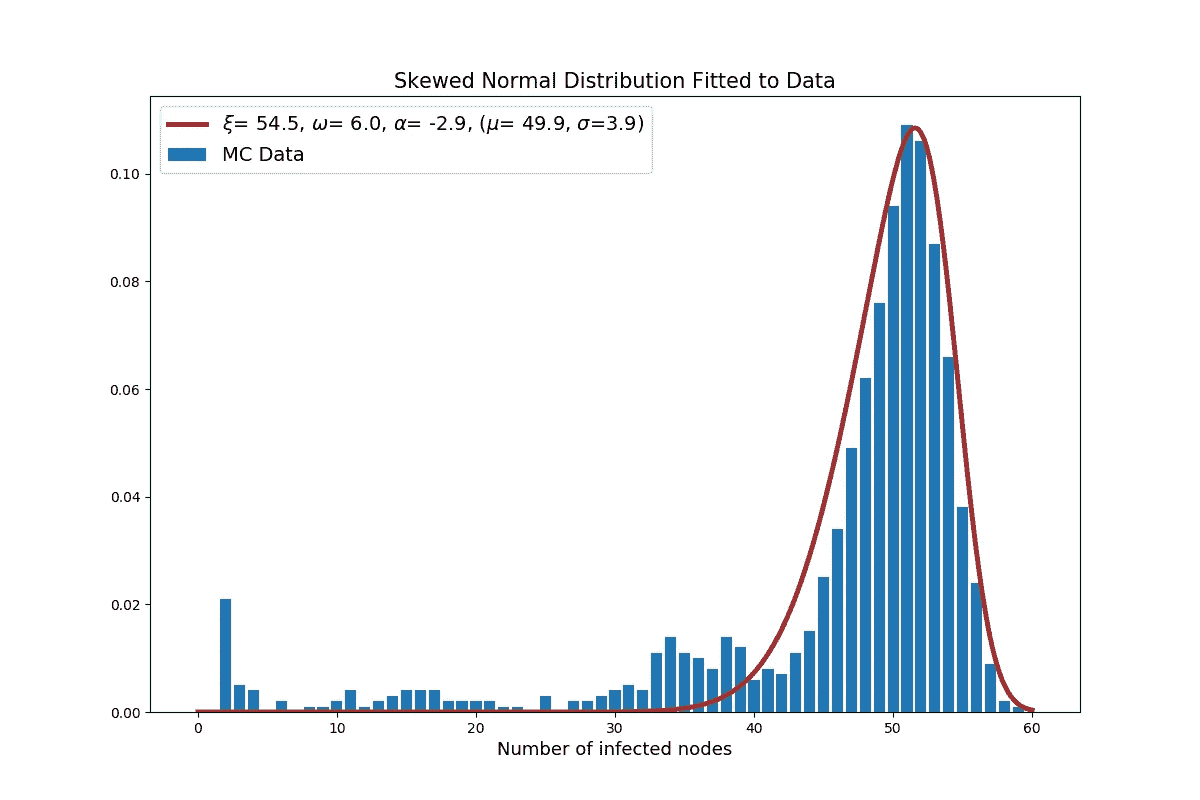 Skewed Normal Distribution Fitted to Data
ξ= 54.5, ω= 6.0, α= -2.9, (μ= 49.9, σ=3.9)
MC Data
0.10
0.08
0.06
0.04
0.02
0.00
0 10 20 30 40 50 60
Number of infected nodes